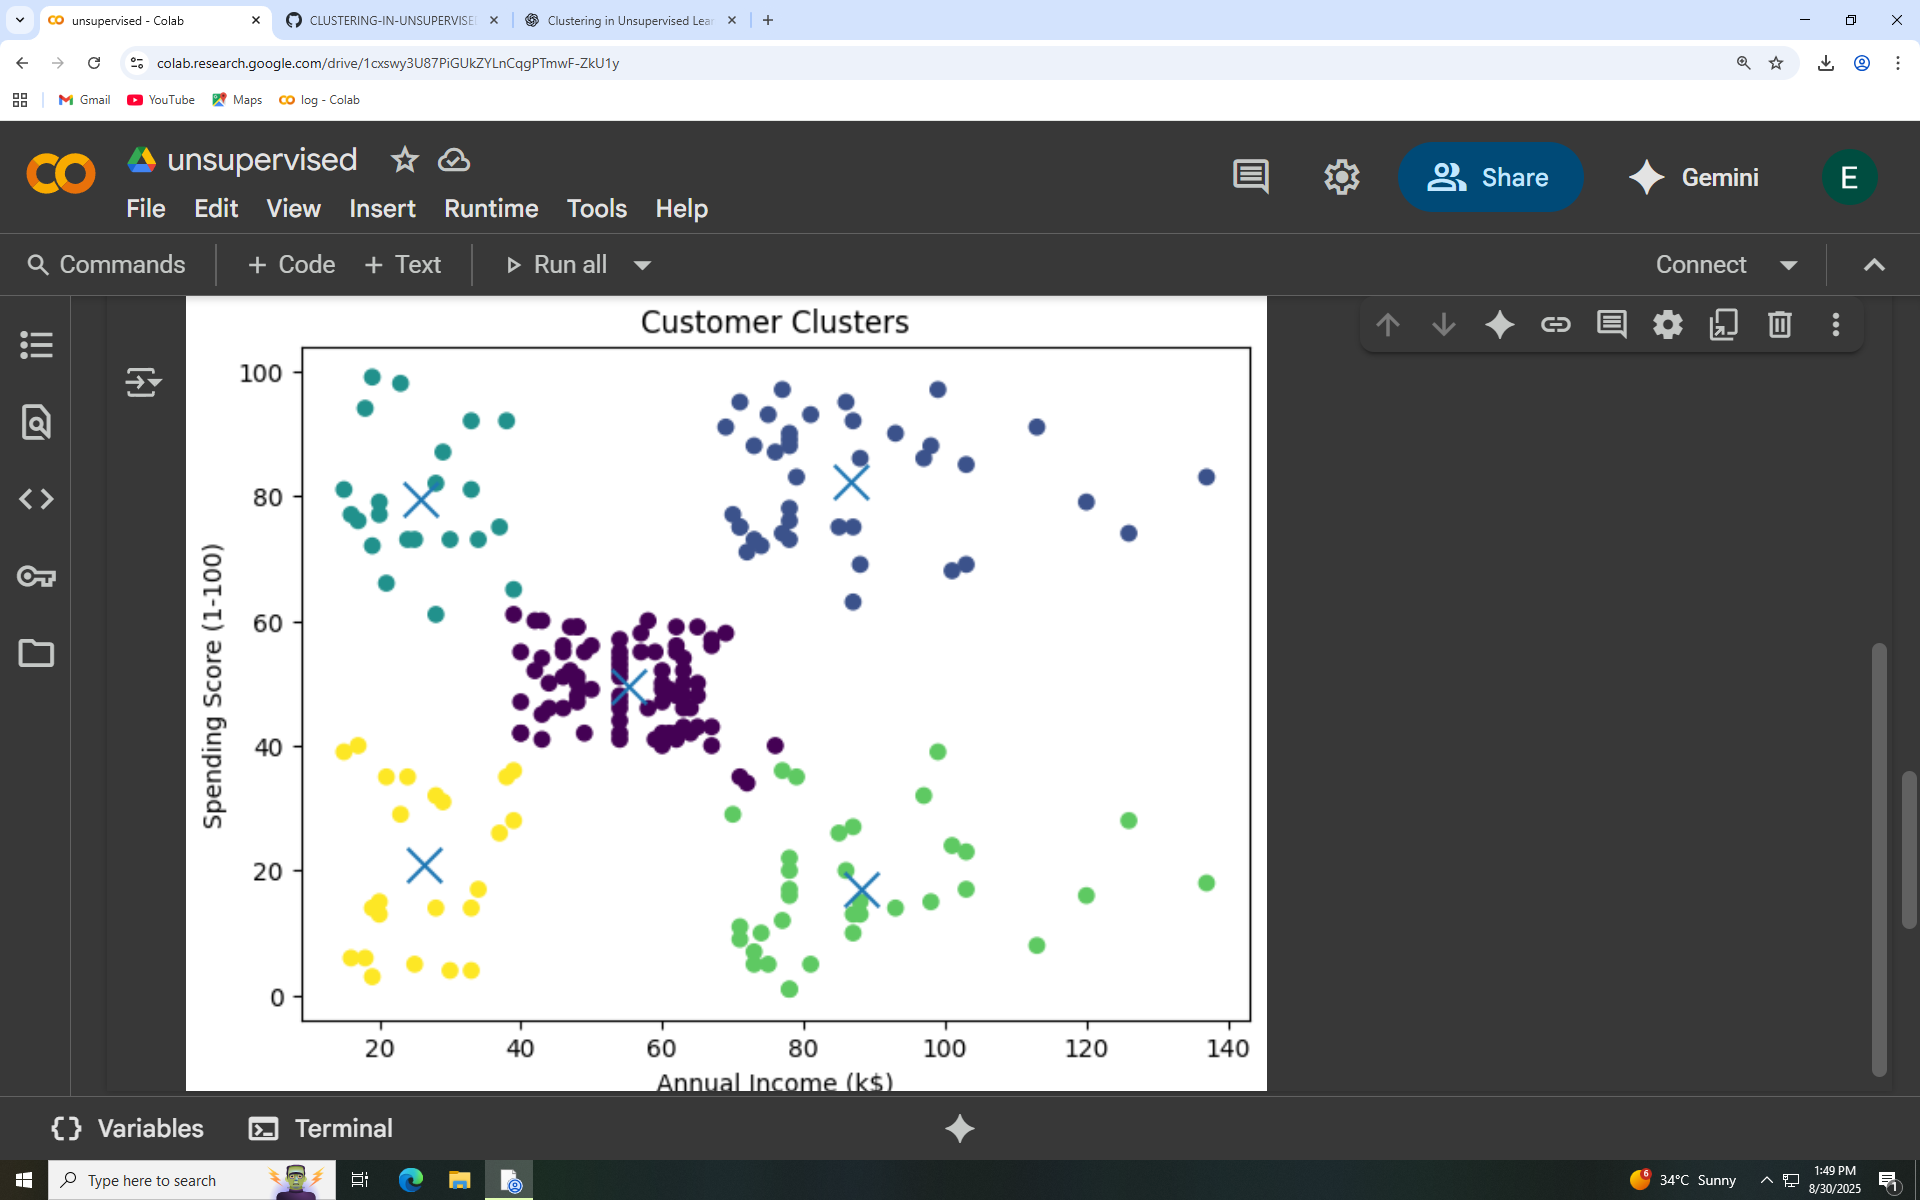 unsupervised - Colab
CLUSTERING-IN-UNSUPERVISE
Clustering in Unsupervised Lear
colab.research.google.com/drive/1cxswy3U87PiGUkZYLnCqgPTmwF-ZkU1y
Gmail YouTube Maps log - Colab
unsupervised
File Edit View Insert Runtime Tools Help
Share Gemini E
Commands + Code + Text Run all Connect
Customer Clusters
100
80
60
40
20
0
Spending Score (1-100)
20 40 60 80 100 120 140
Annual Income (k$)
Variables Terminal
Type here to search
6
34°C Sunny
1:49 PM
8/30/2025
1